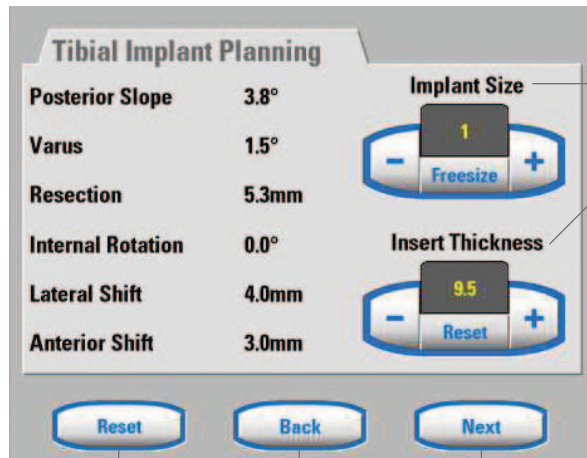 Tibial Implant Planning
Posterior Slope 3.8°
Varus 1.5°
Resection 5.3mm
Internal Rotation 0.0°
Lateral Shift 4.0mm
Anterior Shift 3.0mm
Implant Size
1
− +
Freesize
Insert Thickness
9.5
− +
Reset
Reset Back Next